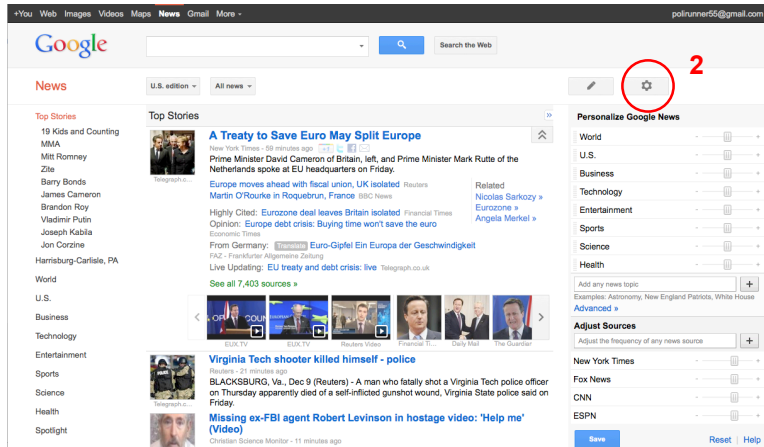 +You Web Images Videos Maps News Gmail More
polirunner55@gmail.com
Google
Search the Web
2
News
U.S. edition
All news
Top Stories
19 Kids and Counting
MMA
Mitt Romney
Zite
Barry Bonds
James Cameron
Brandon Roy
Vladimir Putin
Joseph Kabila
Jon Corzine
Harrisburg-Carlisle, PA
World
U.S.
Business
Technology
Entertainment
Sports
Science
Health
Spotlight
Top Stories »
Telegraph.c...
A Treaty to Save Euro May Split Europe
New York Times - 59 minutes ago
Prime Minister David Cameron of Britain, left, and Prime Minister Mark Rutte of the
Netherlands spoke at EU headquarters on Friday.
Europe moves ahead with fiscal union, UK isolated Reuters
Martin O'Rourke in Roquebrun, France BBC News
Related
Nicolas Sarkozy »
Eurozone »
Angela Merkel »
Highly Cited: Eurozone deal leaves Britain isolated Financial Times
Opinion: Europe debt crisis: Buying time won't save the euro
Economic Times
From Germany: Translate Euro-Gipfel Ein Europa der Geschwindigkeit
FAZ - Frankfurter Allgemeine Zeitung
Live Updating: EU treaty and debt crisis: live Telegraph.co.uk
See all 7,403 sources »
EUX.TV
EUX.TV
Reuters Video
Financial Ti...
Daily Mail
The Guardian
Telegraph.c...
Virginia Tech shooter killed himself - police
Reuters - 21 minutes ago
BLACKSBURG, Va., Dec 9 (Reuters) - A man who fatally shot a Virginia Tech police officer
on Thursday apparently died of a self-inflicted gunshot wound, Virginia State police said on
Friday.
Missing ex-FBI agent Robert Levinson in hostage video: 'Help me'
(Video)
Christian Science Monitor - 11 minutes ago
Personalize Google News
World - +
U.S. - +
Business - +
Technology - +
Entertainment - +
Sports - +
Science - +
Health - +
Add any news topic +
Examples: Astronomy, New England Patriots, White House
Advanced »
Adjust Sources
Adjust the frequency of any news source +
New York Times - +
Fox News - +
CNN - +
ESPN - +
Save
Reset | Help